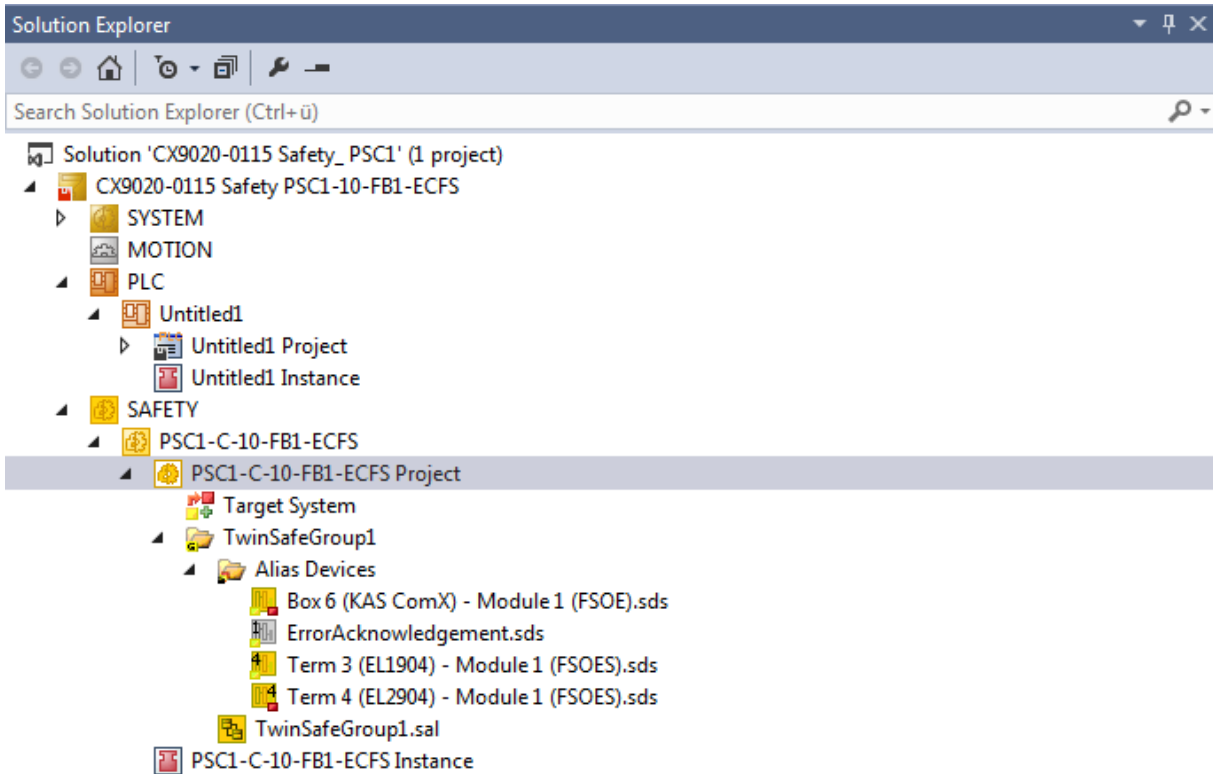 Solution Explorer
Search Solution Explorer (Ctrl+ü)
Solution 'CX9020-0115 Safety_ PSC1' (1 project)
CX9020-0115 Safety PSC1-10-FB1-ECFS
SYSTEM
MOTION
PLC
Untitled1
Untitled1 Project
Untitled1 Instance
SAFETY
PSC1-C-10-FB1-ECFS
PSC1-C-10-FB1-ECFS Project
Target System
TwinSafeGroup1
Alias Devices
Box 6 (KAS ComX) - Module 1 (FSOE).sds
ErrorAcknowledgement.sds
Term 3 (EL1904) - Module 1 (FSOES).sds
Term 4 (EL2904) - Module 1 (FSOES).sds
TwinSafeGroup1.sal
PSC1-C-10-FB1-ECFS Instance